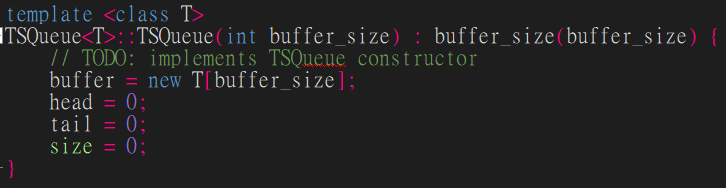 template <class T>
TSQueue<T>::TSQueue(int buffer_size) : buffer_size(buffer_size) {
    // TODO: implements TSQueue constructor
    buffer = new T[buffer_size];
    head = 0;
    tail = 0;
    size = 0;
}